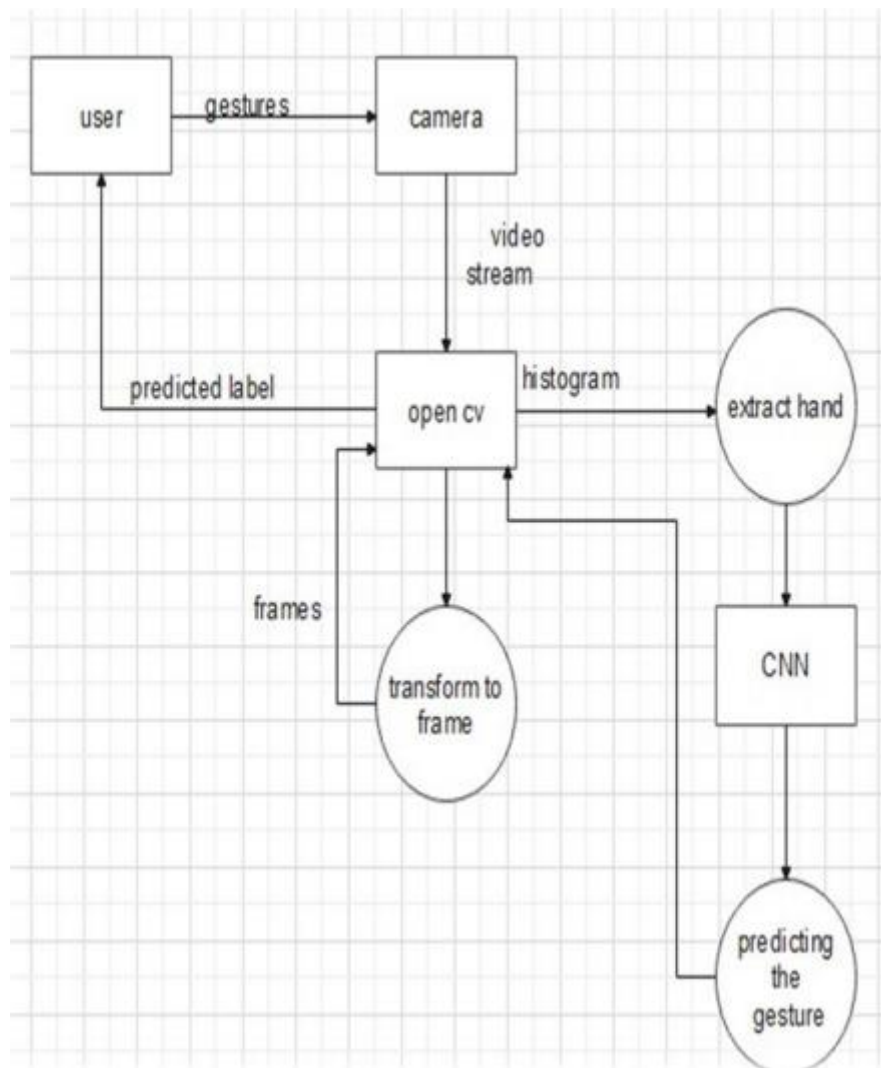 user
gestures
camera
video
stream
predicted label
open cv
histogram
extract hand
frames
transform to
frame
CNN
predicting
the
gesture